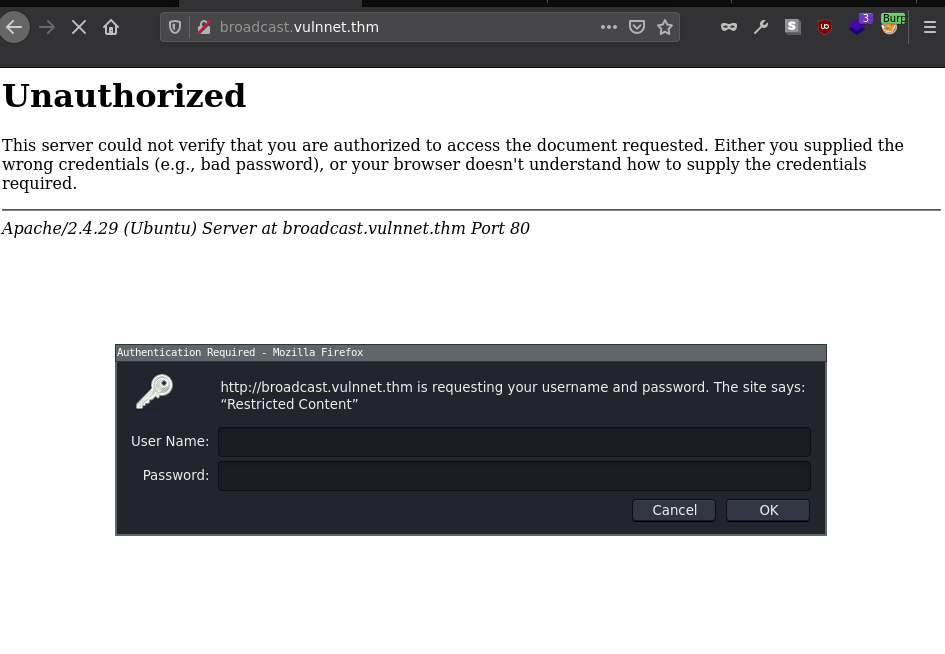 broadcast.vulnnet.thm
3
Burp
S
Unauthorized
This server could not verify that you are authorized to access the document requested. Either you supplied the
wrong credentials (e.g., bad password), or your browser doesn't understand how to supply the credentials
required.
Apache/2.4.29 (Ubuntu) Server at broadcast.vulnnet.thm Port 80
Authentication Required - Mozilla Firefox
http://broadcast.vulnnet.thm is requesting your username and password. The site says:
“Restricted Content”
User Name:
Password:
Cancel OK